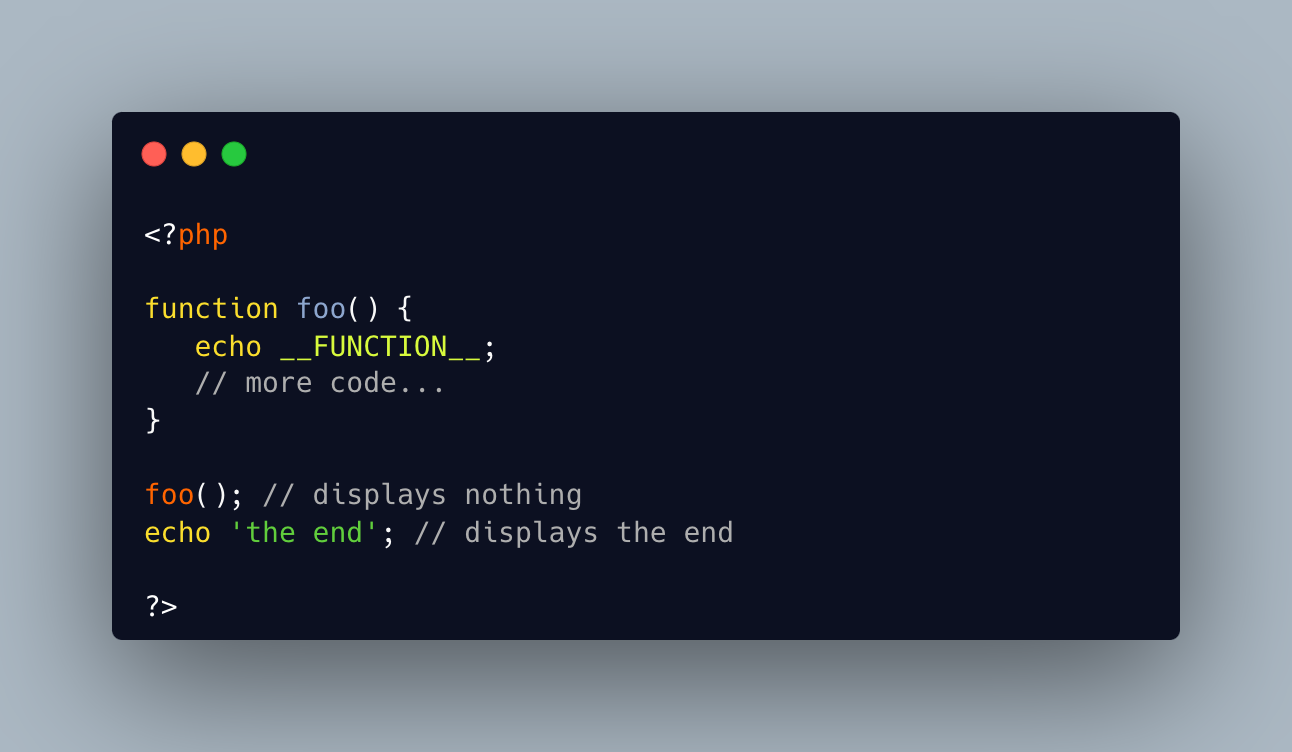 <?php
function foo() {
   echo __FUNCTION__;
   // more code...
}
foo(); // displays nothing
echo 'the end'; // displays the end
?>